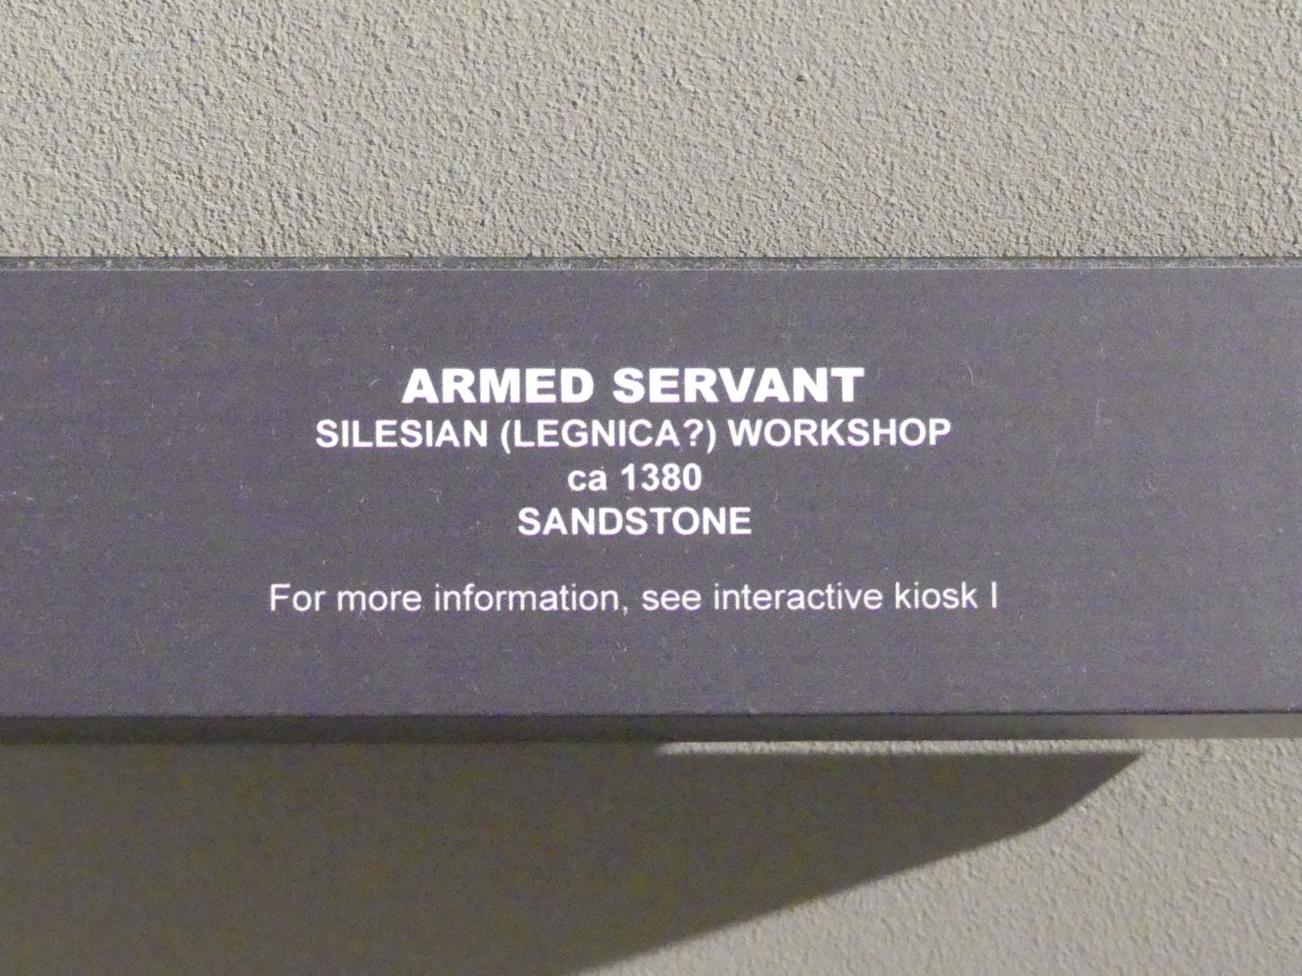 ARMED SERVANT
SILESIAN (LEGNICA?) WORKSHOP
ca 1380
SANDSTONE
For more information, see interactive kiosk I